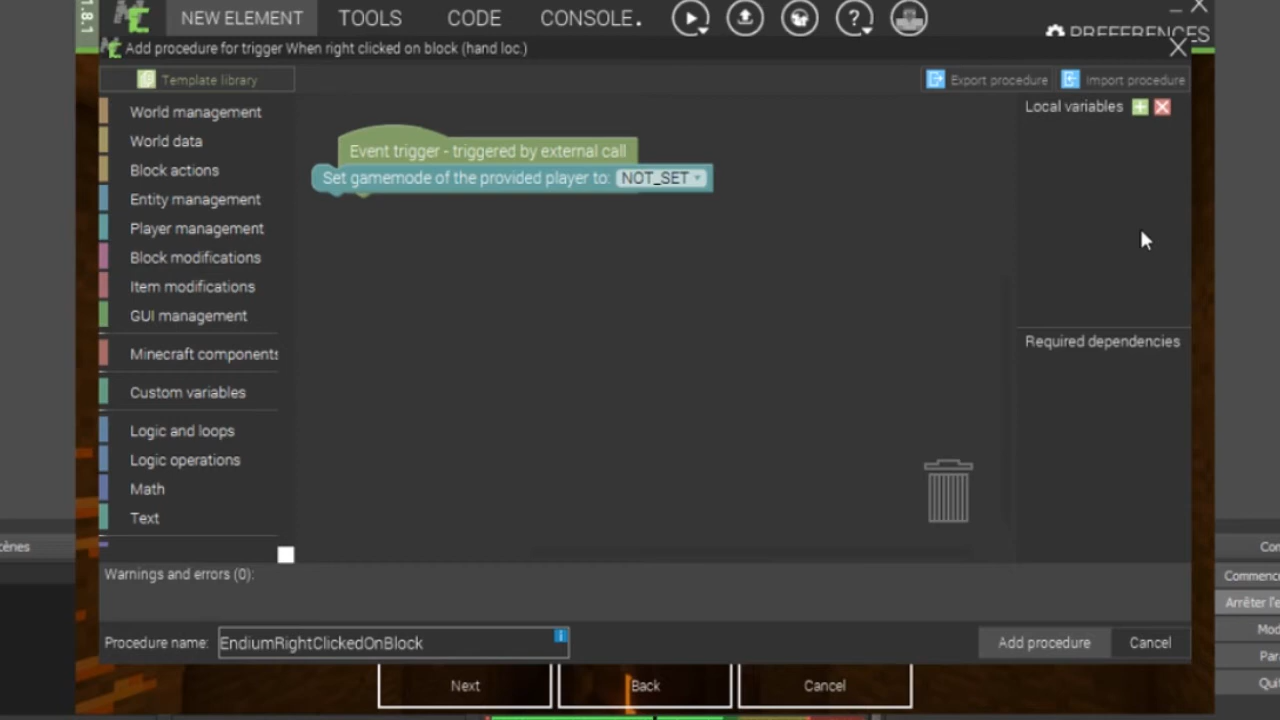 1.8.1
NEW ELEMENT
TOOLS
CODE
CONSOLE
PREFERENCES
Add procedure for trigger When right clicked on block (hand loc.)
Template library
Export procedure
Import procedure
World management
World data
Block actions
Entity management
Player management
Block modifications
Item modifications
GUI management
Minecraft components
Custom variables
Logic and loops
Logic operations
Math
Text
Event trigger - triggered by external call
Set gamemode of the provided player to: NOT_SET
Local variables
Required dependencies
Warnings and errors (0):
Procedure name: EndiumRightClickedOnBlock
Add procedure
Cancel
Next
Back
Cancel
Commenc
Arrêter l'e